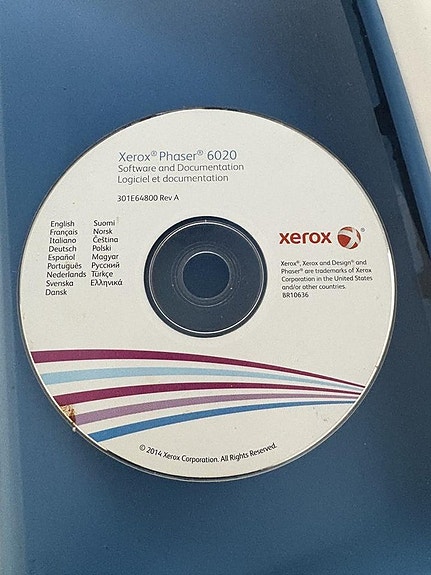 Xerox® Phaser® 6020
Software and Documentation
Logiciel et documentation
301E64800 Rev A
English
Français
Italiano
Deutsch
Español
Português
Nederlands
Svenska
Dansk
Suomi
Norsk
Čeština
Polski
Magyar
Русский
Türkçe
Ελληνικά
xerox
Xerox®, Xerox and Design® and
Phaser® are trademarks of Xerox
Corporation in the United States
and/or other countries.
BR10636
© 2014 Xerox Corporation. All Rights Reserved.